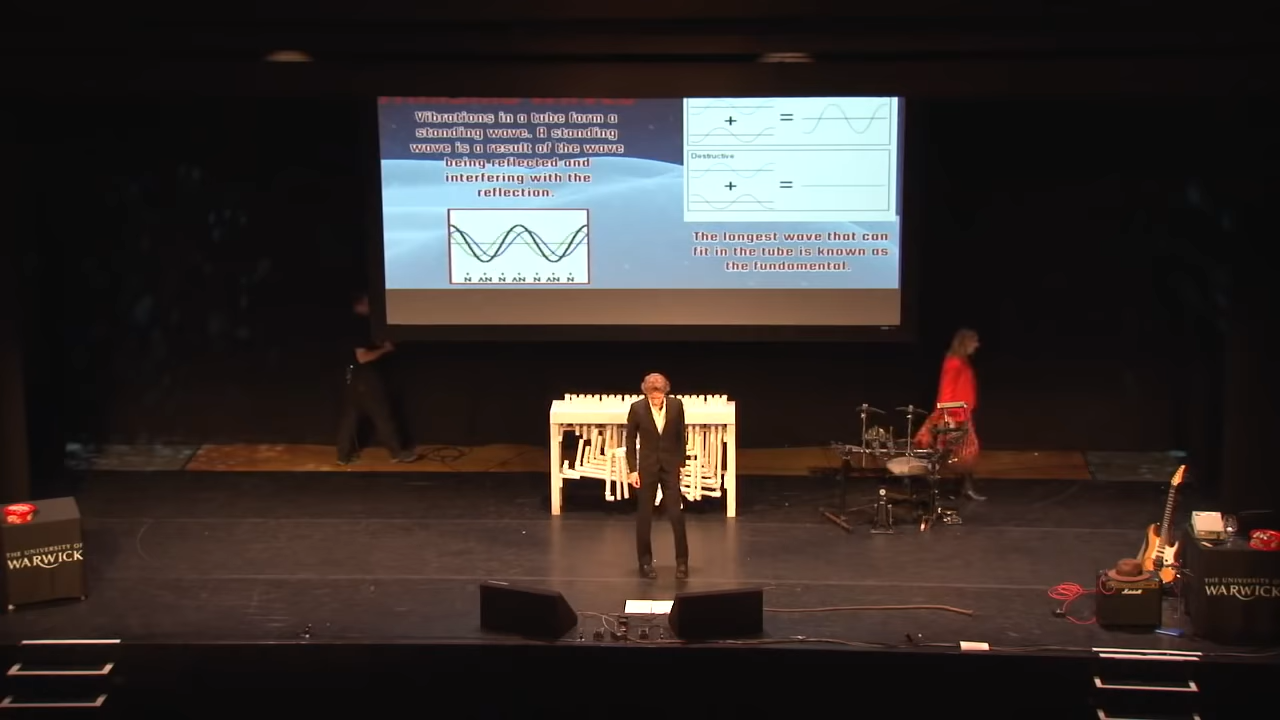 Vibrations in a tube form a
standing wave. A standing
wave is a result of the wave
being reflected and
interfering with the
reflection.
N AN N AN N AN N
+ =
Destructive
+ =
The longest wave that can
fit in the tube is known as
the fundamental.
THE UNIVERSITY OF
WARWICK
Marshall
THE UNIVERSITY OF
WARWICK